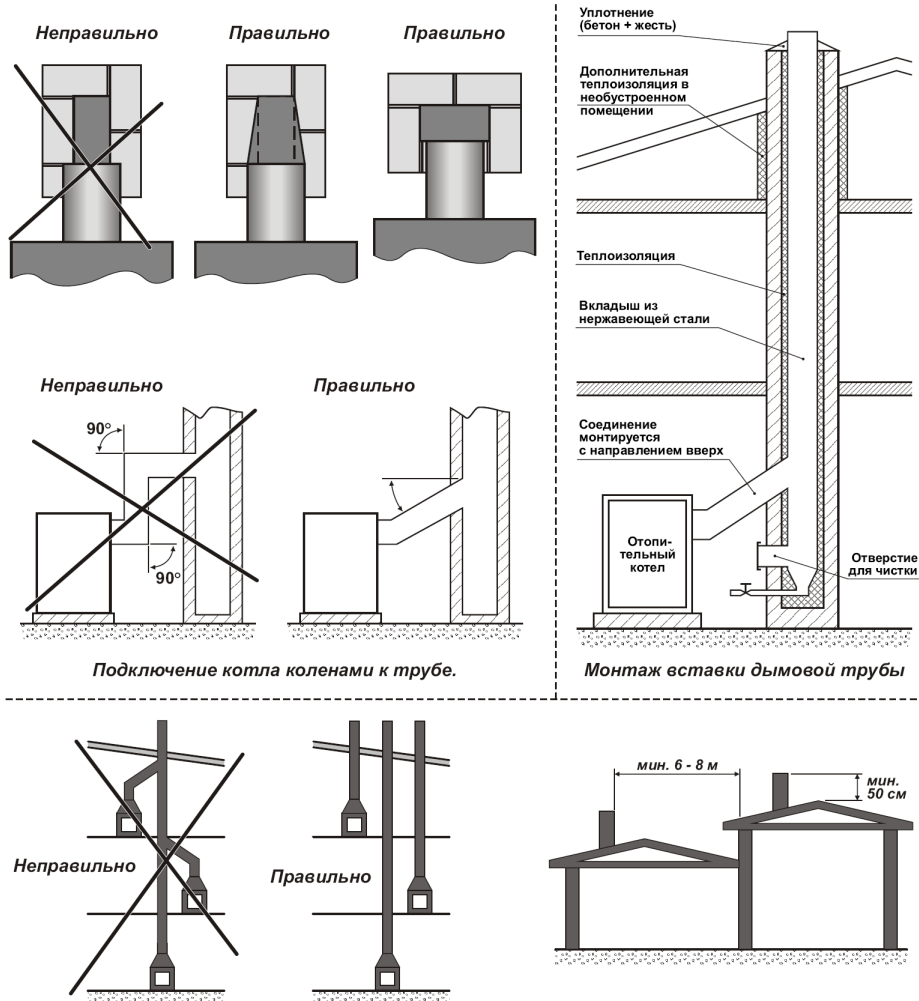 Неправильно
Правильно
Правильно
Неправильно
90°
90°
Правильно
Подключение котла коленами к трубе.
Уплотнение
(бетон + жесть)
Дополнительная
теплоизоляция в
необустроенном
помещении
Теплоизоляция
Вкладыш из
нержавеющей стали
Соединение
монтируется
с направлением вверх
Отопи-
тельный
котел
Отверстие
для чистки
Монтаж вставки дымовой трубы
Неправильно
Правильно
мин. 6 - 8 м
мин.
50 см